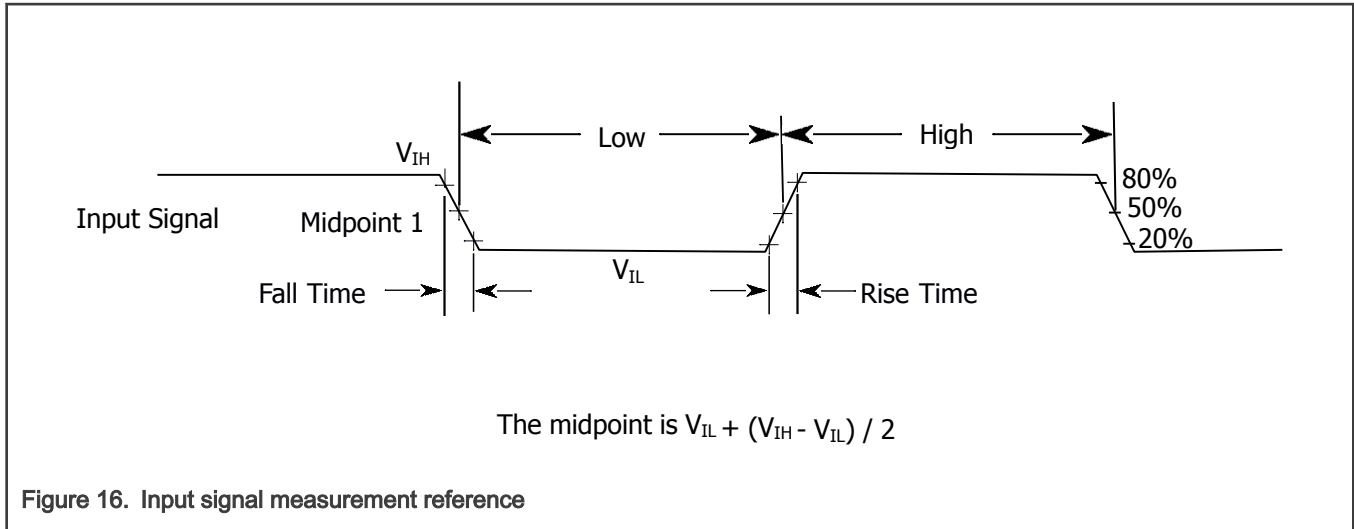 Low
High
V_IH
80%
Input Signal
Midpoint 1
50%
20%
V_IL
Fall Time
Rise Time
The midpoint is V_IL + (V_IH - V_IL) / 2
Figure 16. Input signal measurement reference